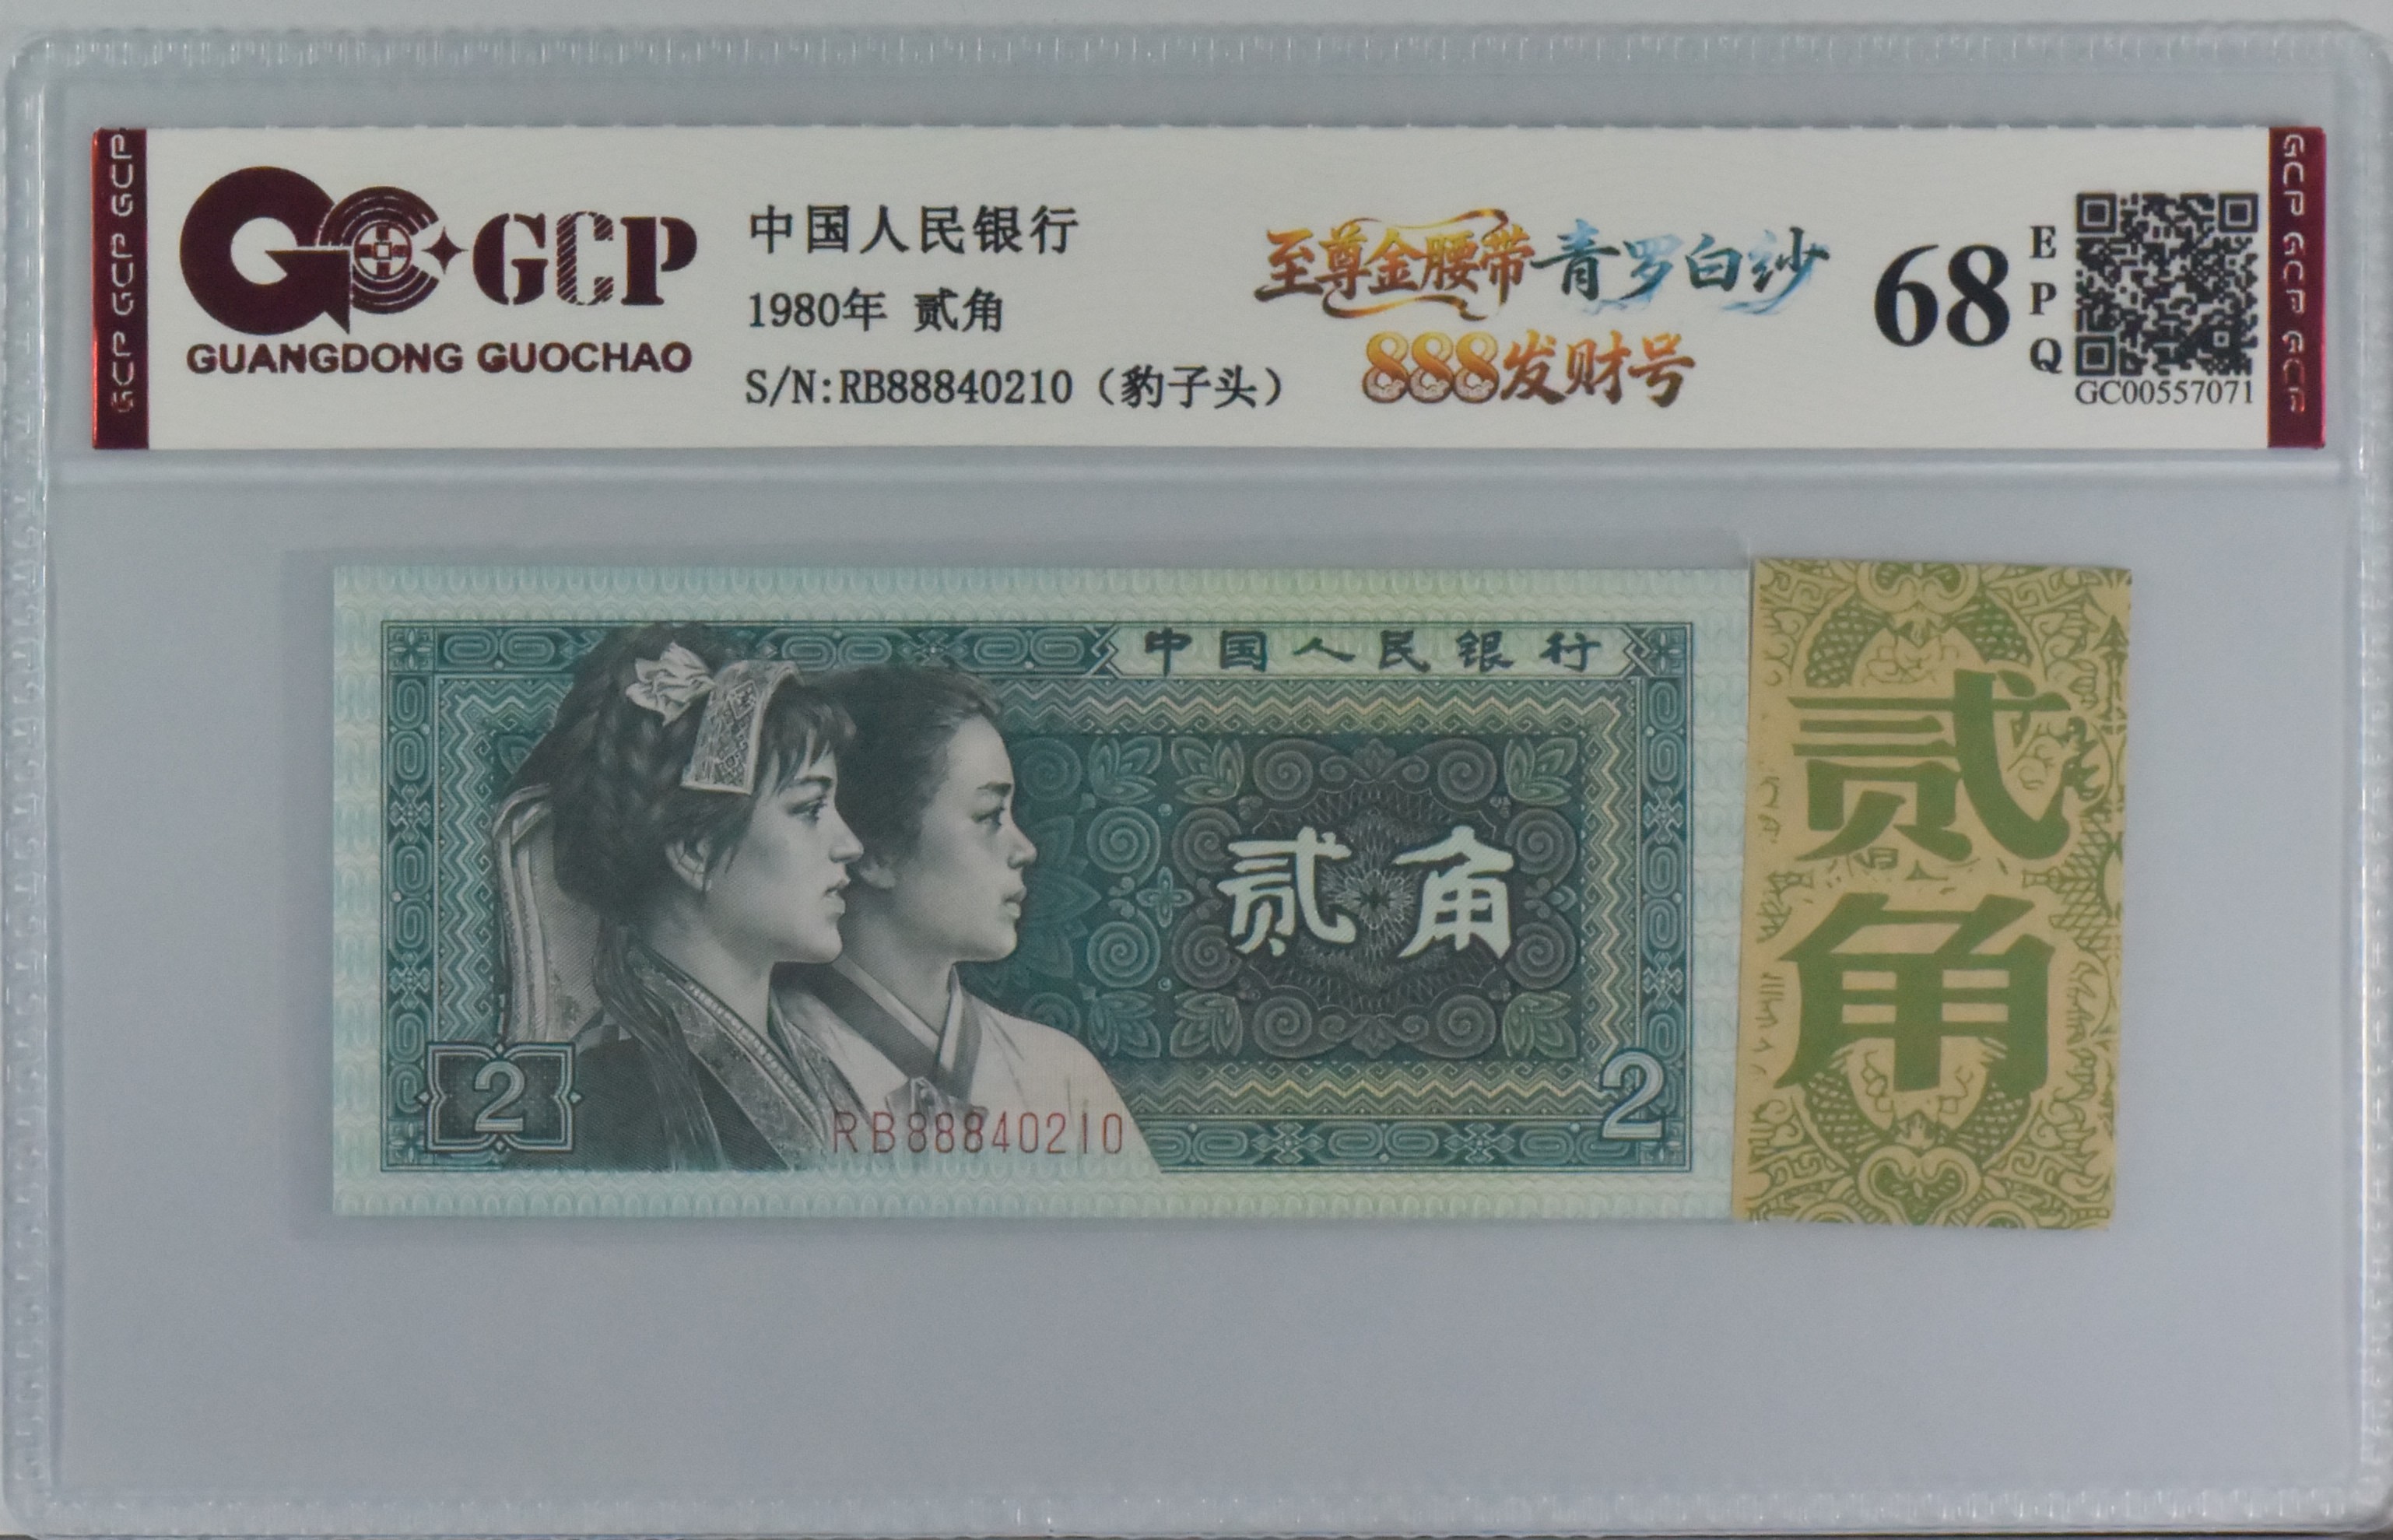 GCP GCP GCP
GCP
GUANGDONG GUOCHAO
中国人民银行
1980年 贰角
S/N:RB88840210（豹子头）
至尊金腰带 青罗白纱
888发财号
68
EPQ
GC00557071
GCP GCP GCP
中国人民银行
贰角
2
RB88840210
2
贰角